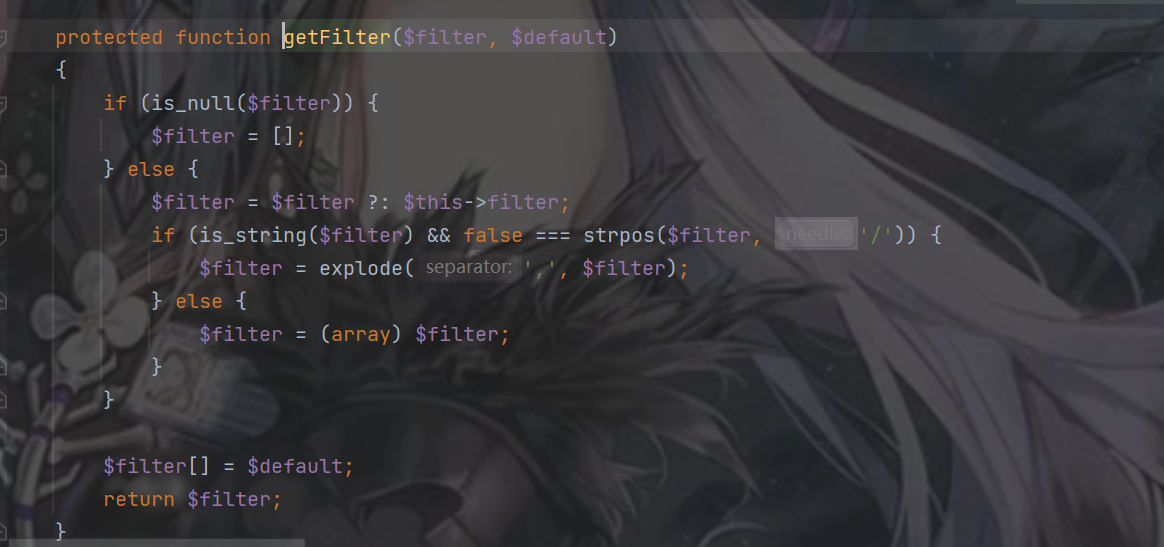 protected function getFilter($filter, $default)
{
if (is_null($filter)) {
$filter = [];
} else {
$filter = $filter ?: $this->filter;
if (is_string($filter) && false === strpos($filter, needle: '/')) {
$filter = explode( separator: ',', $filter);
} else {
$filter = (array) $filter;
}
}
$filter[] = $default;
return $filter;
}